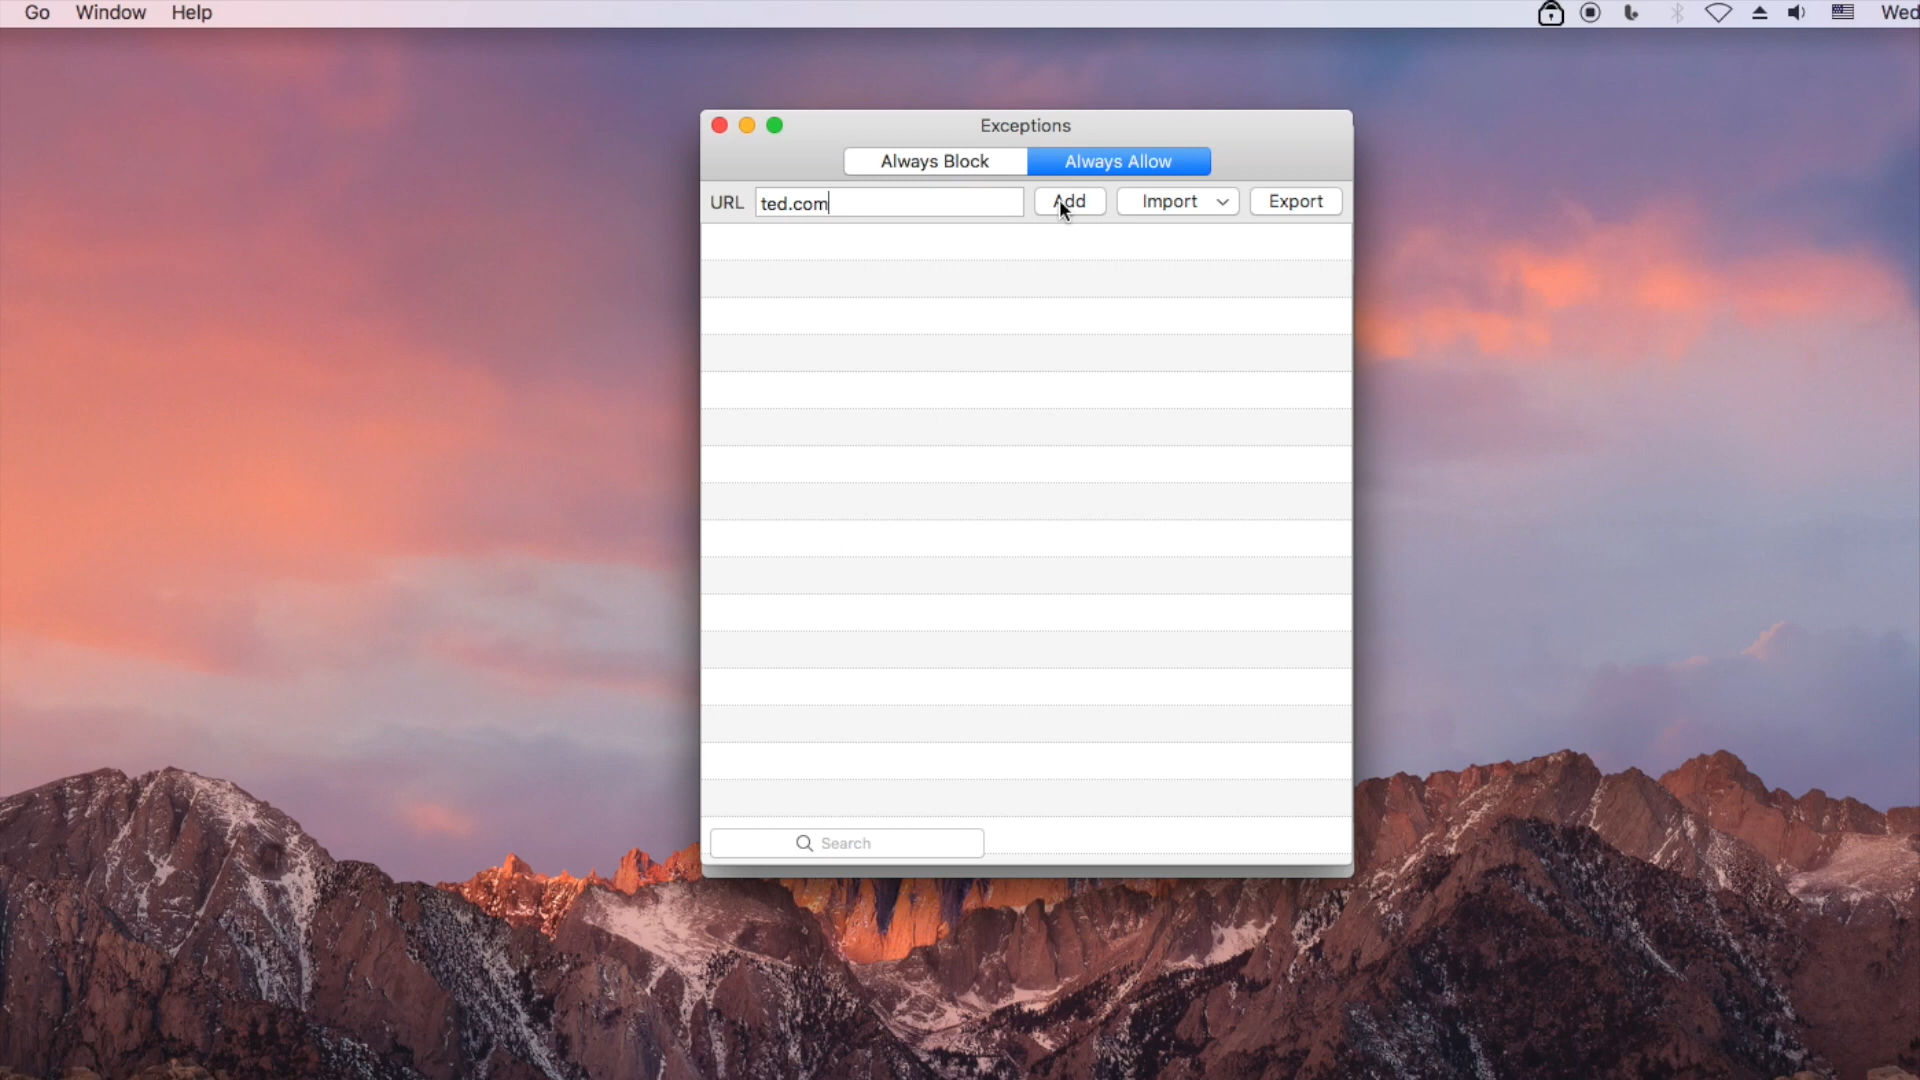 Go Window Help Wed
Exceptions
Always Block Always Allow
URL ted.com Add Import Export
Search